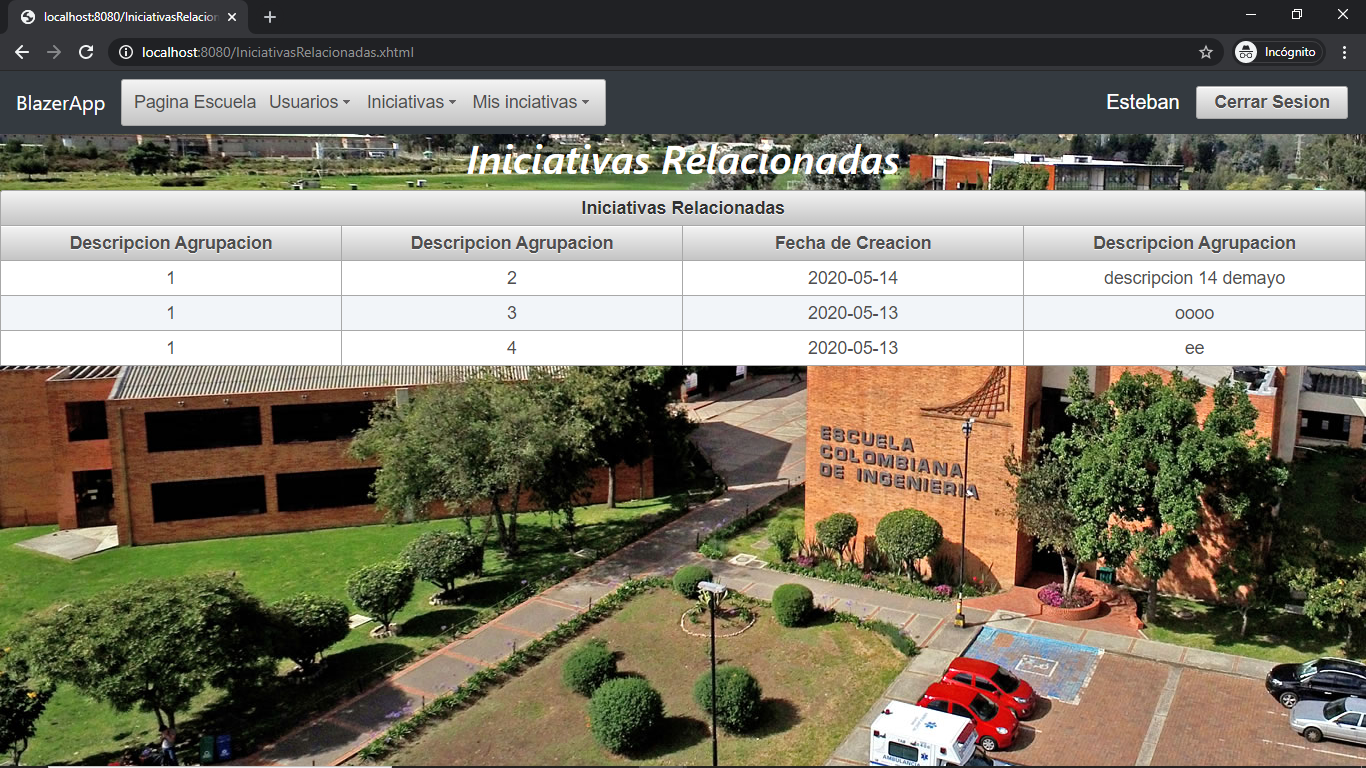 localhost:8080/IniciativasRelacion
localhost:8080/IniciativasRelacionadas.xhtml
Incógnito
BlazerApp
Pagina Escuela Usuarios Iniciativas Mis inciativas
Esteban
Cerrar Sesion
Iniciativas Relacionadas
Iniciativas Relacionadas
Descripcion Agrupacion Descripcion Agrupacion Fecha de Creacion Descripcion Agrupacion
1 2 2020-05-14 descripcion 14 demayo
1 3 2020-05-13 oooo
1 4 2020-05-13 ee
ESCUELA
COLOMBIANA
DE INGENIERIA
AMBULANCIA